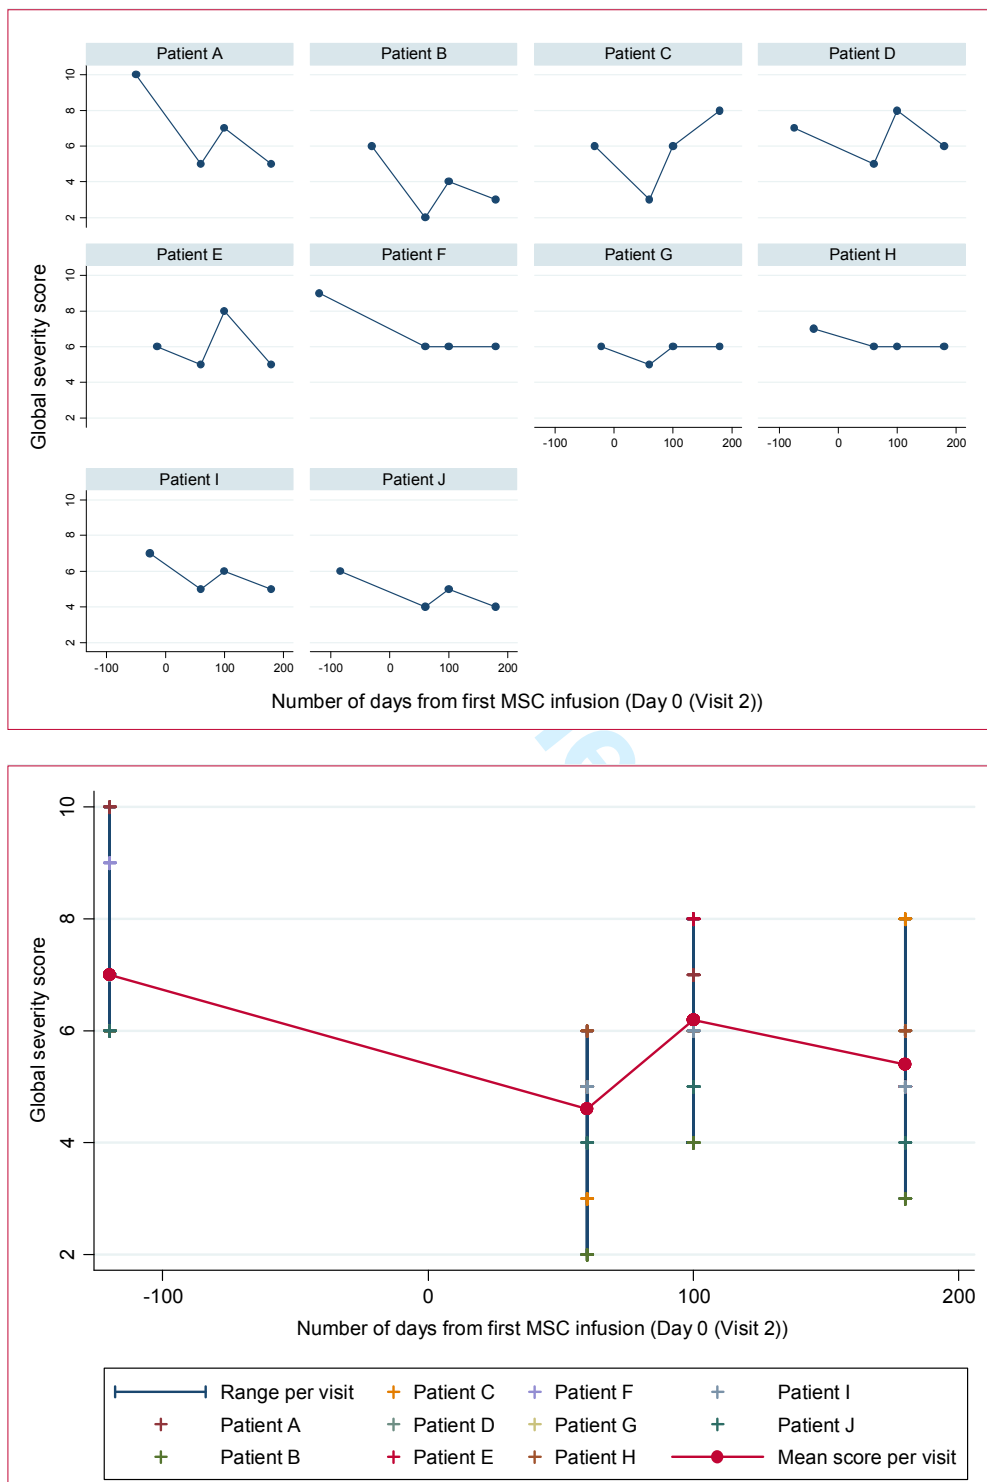 Patient A Patient B Patient C Patient D
10
8
6
4
2
Patient E Patient F Patient G Patient H
10
8
6
4
2
-100 0 100 200 -100 0 100 200
Patient I Patient J
10
8
6
4
2
-100 0 100 200 -100 0 100 200
Global severity score
Number of days from first MSC infusion (Day 0 (Visit 2))
10
8
6
4
2
Global severity score
-100 0 100 200
Number of days from first MSC infusion (Day 0 (Visit 2))
Range per visit Patient C Patient F Patient I
Patient A Patient D Patient G Patient J
Patient B Patient E Patient H Mean score per visit